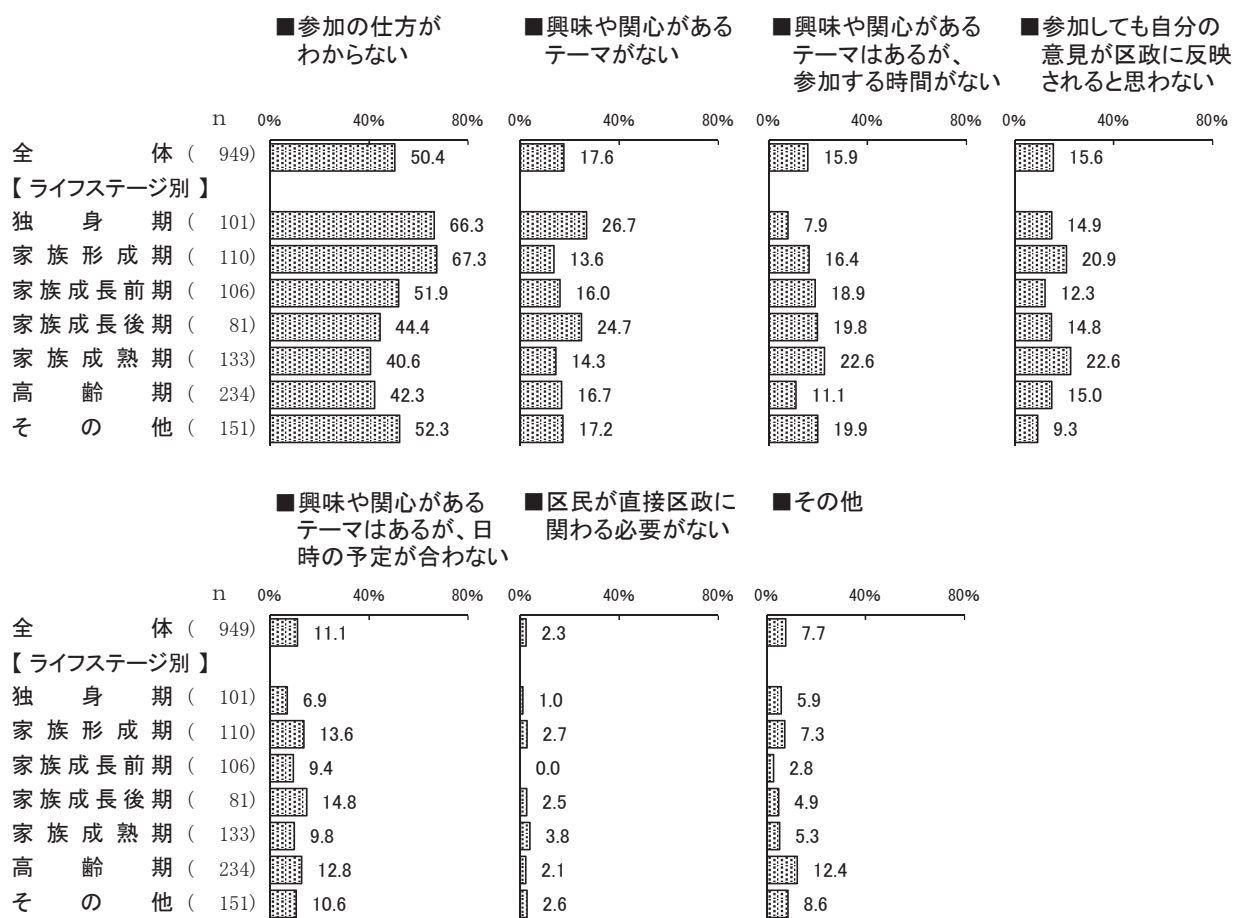 ■参加の仕方が ■興味や関心がある ■興味や関心がある ■参加しても自分の
わからない テーマがない テーマはあるが、 意見が区政に反映
参加する時間がない されると思わない
n 0% 40% 80% 0% 40% 80% 0% 40% 80% 0% 40% 80%
全体 ( 949) 50.4 17.6 15.9 15.6
【ライフステージ別】
独身期 ( 101) 66.3 26.7 7.9 14.9
家族形成期 ( 110) 67.3 13.6 16.4 20.9
家族成長前期 ( 106) 51.9 16.0 18.9 12.3
家族成長後期 ( 81) 44.4 24.7 19.8 14.8
家族成熟期 ( 133) 40.6 14.3 22.6 22.6
高齢期 ( 234) 42.3 16.7 11.1 15.0
その他 ( 151) 52.3 17.2 19.9 9.3
■興味や関心がある ■区民が直接区政に ■その他
テーマはあるが、日 関わる必要がない
時の予定が合わない
n 0% 40% 80% 0% 40% 80% 0% 40% 80%
全体 ( 949) 11.1 2.3 7.7
【ライフステージ別】
独身期 ( 101) 6.9 1.0 5.9
家族形成期 ( 110) 13.6 2.7 7.3
家族成長前期 ( 106) 9.4 0.0 2.8
家族成長後期 ( 81) 14.8 2.5 4.9
家族成熟期 ( 133) 9.8 3.8 5.3
高齢期 ( 234) 12.8 2.1 12.4
その他 ( 151) 10.6 2.6 8.6